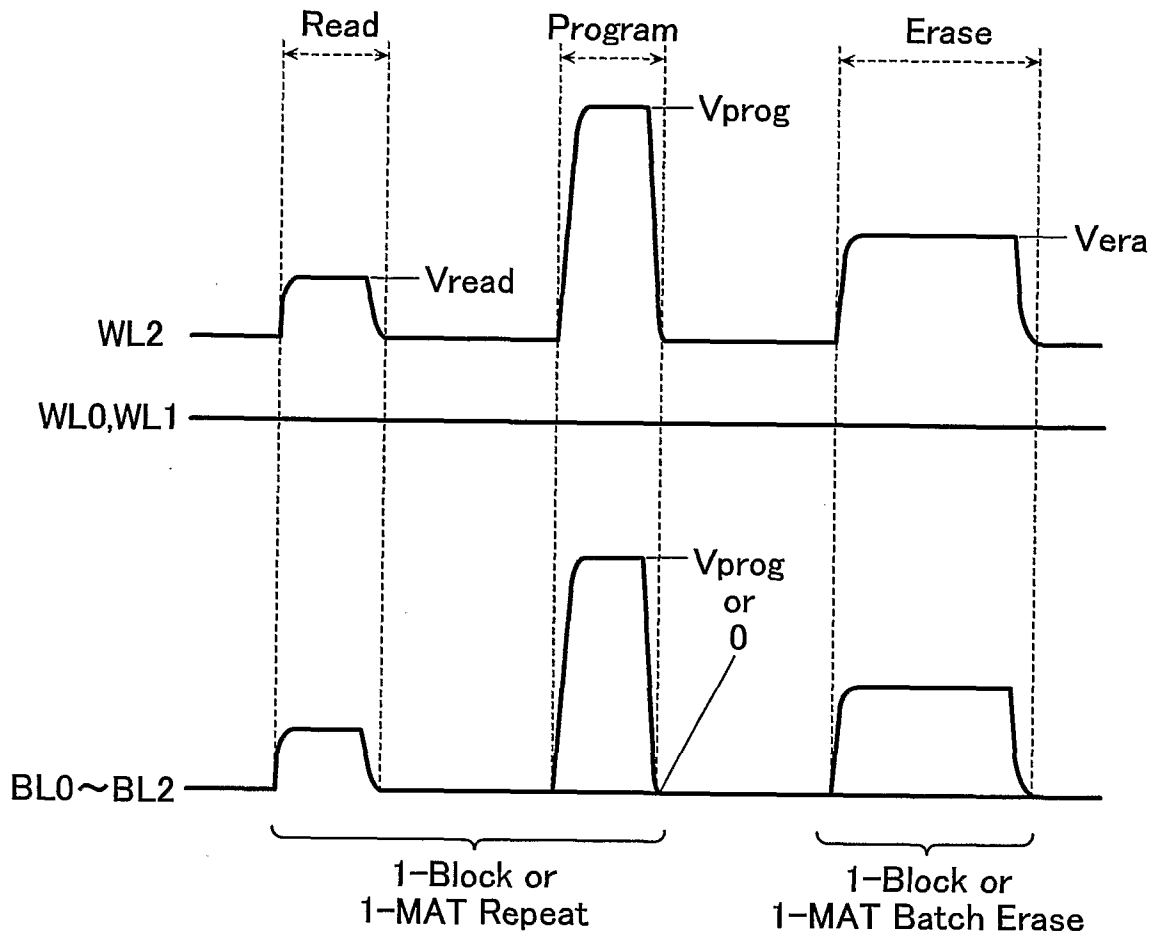 Read
Program
Erase
Vprog
Vread
Vera
WL2
WL0,WL1
Vprog
or
0
BL0～BL2
1-Block or
1-MAT Repeat
1-Block or
1-MAT Batch Erase